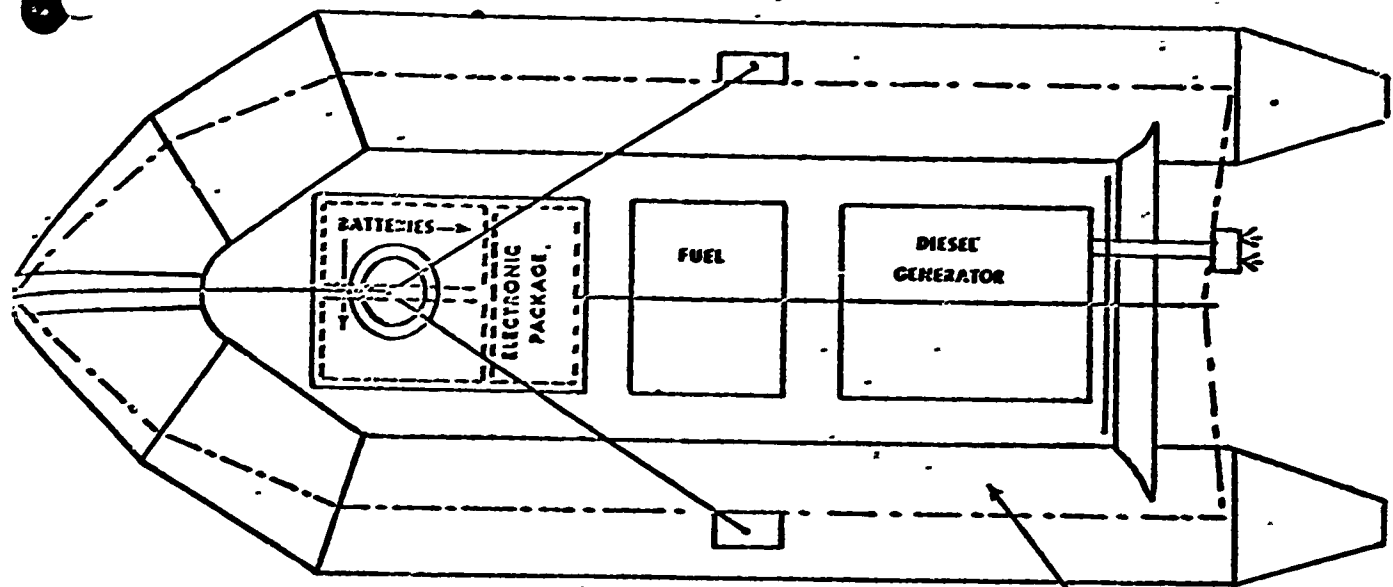 BATTERIES
ELECTRONIC
PACKAGE.
FUEL
DIESEL
GENERATOR